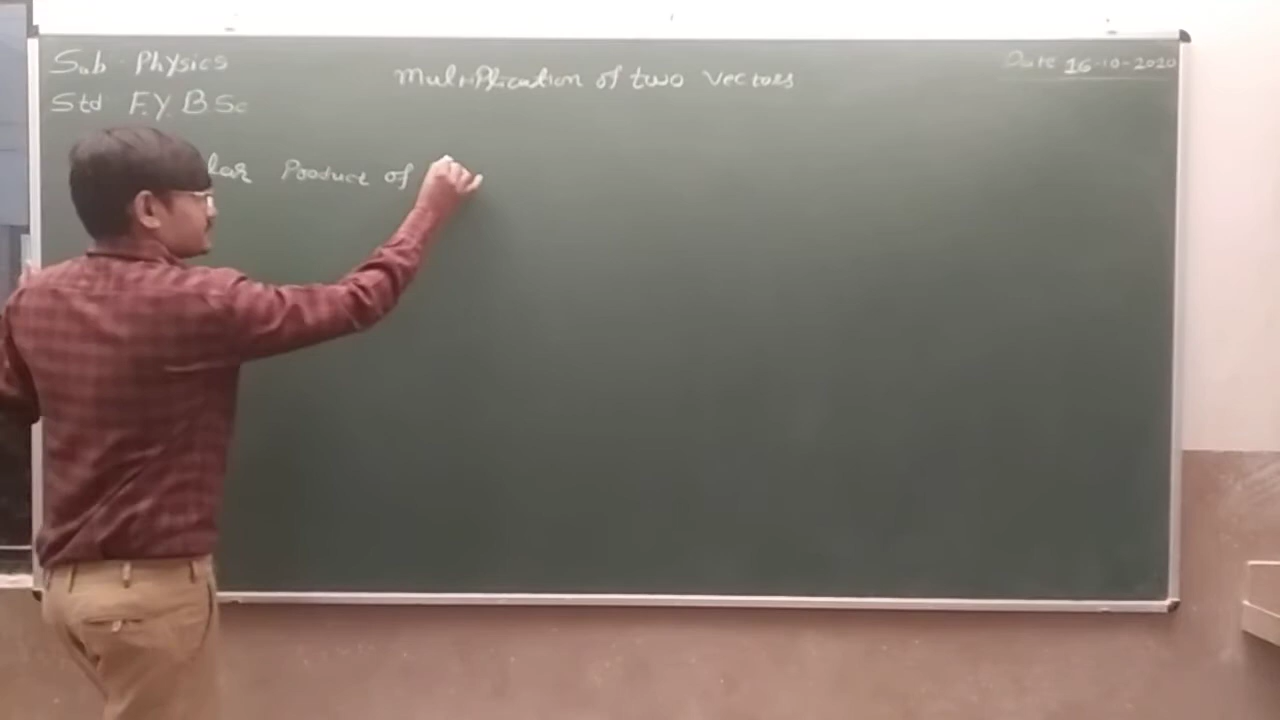 Sub Physics
Multiplication of two vectors
Date 16-10-2020
Std F.Y. B Sc
lar Product of